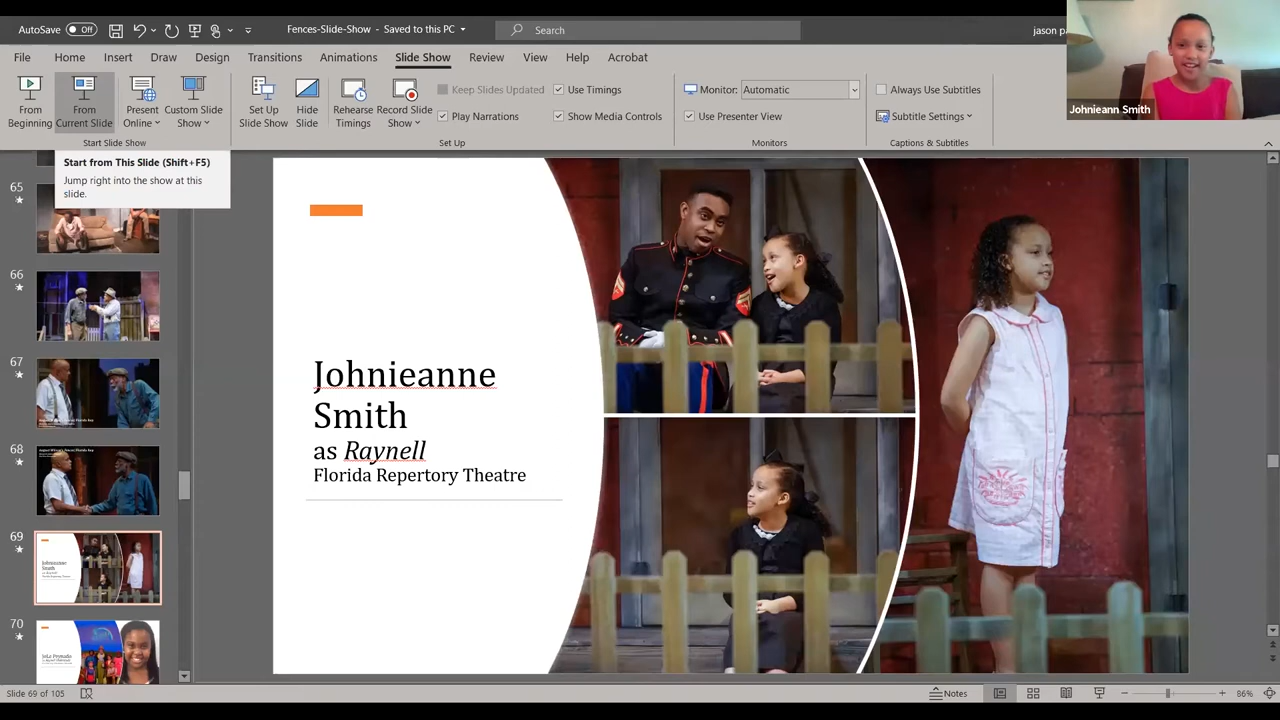 AutoSave Off Fences-Slide-Show - Saved to this PC Search jason p
File Home Insert Draw Design Transitions Animations Slide Show Review View Help Acrobat
Johnieann Smith
From Beginning
From Current Slide
Present Online
Custom Slide Show
Set Up Slide Show
Hide Slide
Rehearse Timings
Record Slide Show
Keep Slides Updated
Use Timings
Play Narrations
Show Media Controls
Monitor: Automatic
Use Presenter View
Always Use Subtitles
Subtitle Settings
Start Slide Show Set Up Monitors Captions & Subtitles
Start from This Slide (Shift+F5)
Jump right into the show at this
slide.
65
66
67
68
69
70
Johnieanne
Smith
as Raynell
Florida Repertory Theatre
Slide 69 of 105 Notes 86%